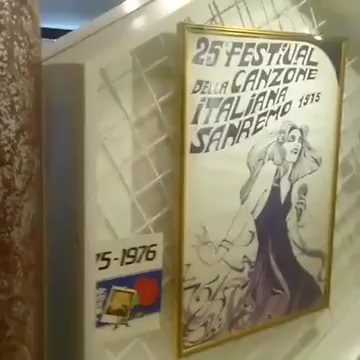 25° FESTIVAL
DELLA CANZONE
ITALIANA
SANREMO 1975
'5-1976